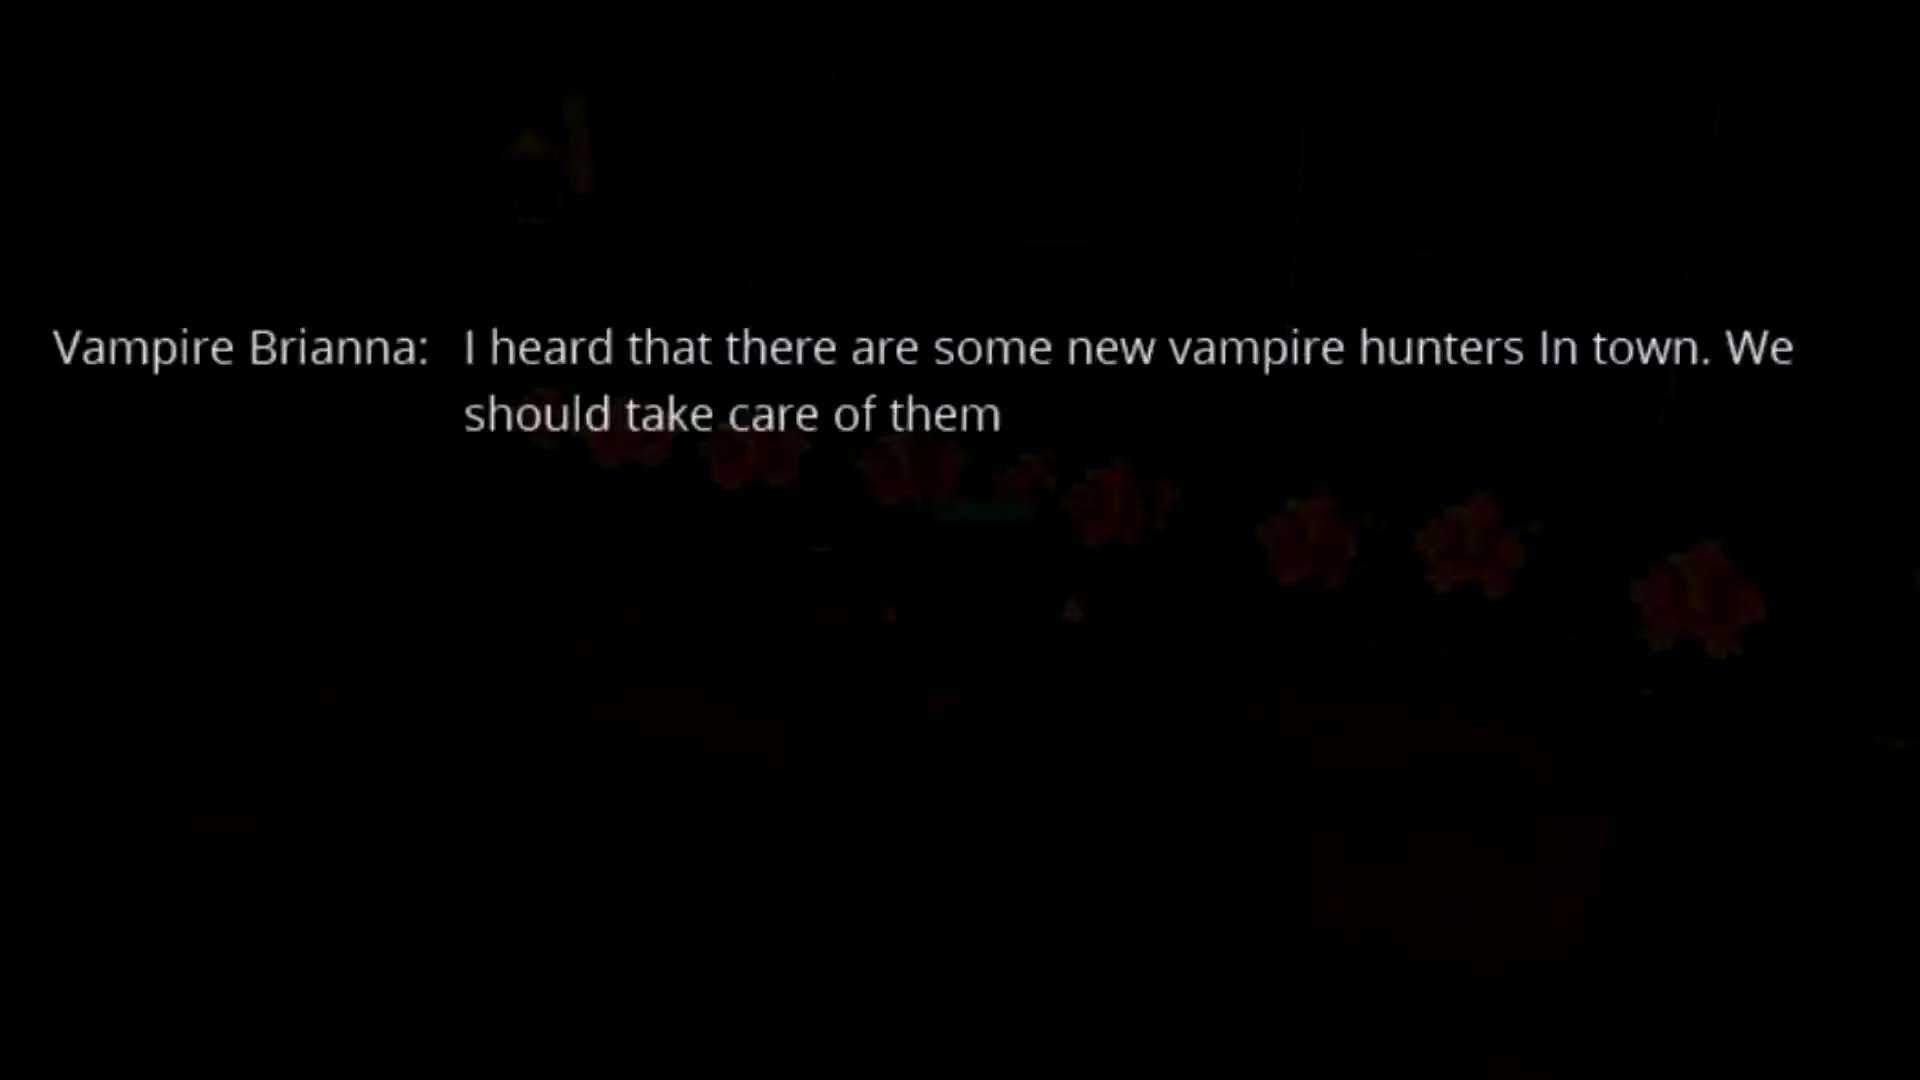 Vampire Brianna: I heard that there are some new vampire hunters In town. We
should take care of them